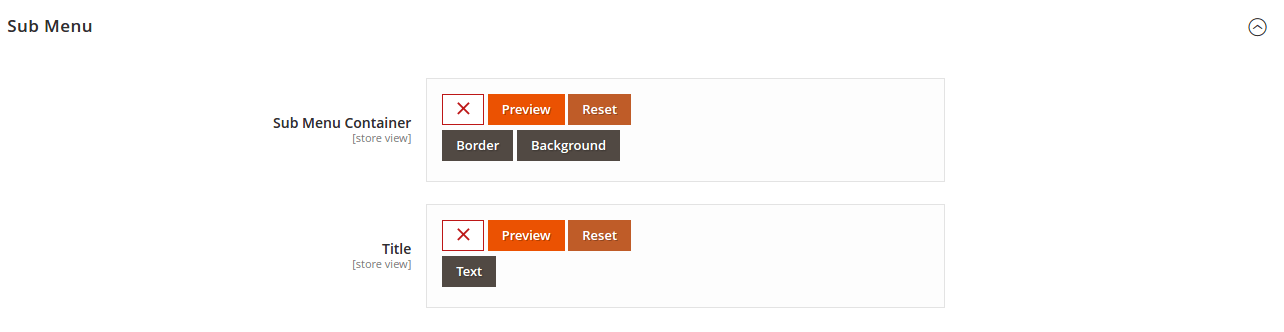 Sub Menu
Sub Menu Container
[store view]
Preview Reset
Border Background
Title
[store view]
Preview Reset
Text